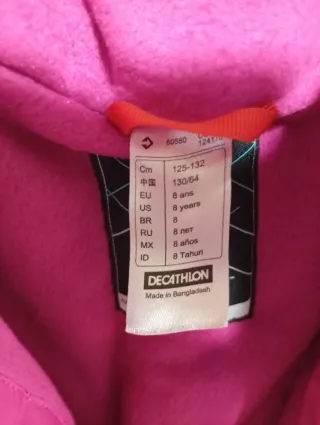 60580
Cm 125-132
中国 130/64
EU 8 ans
US 8 years
BR 8
RU 8 лет
MX 8 años
ID 8 Tahun
DECATHLON
Made in Bangladesh